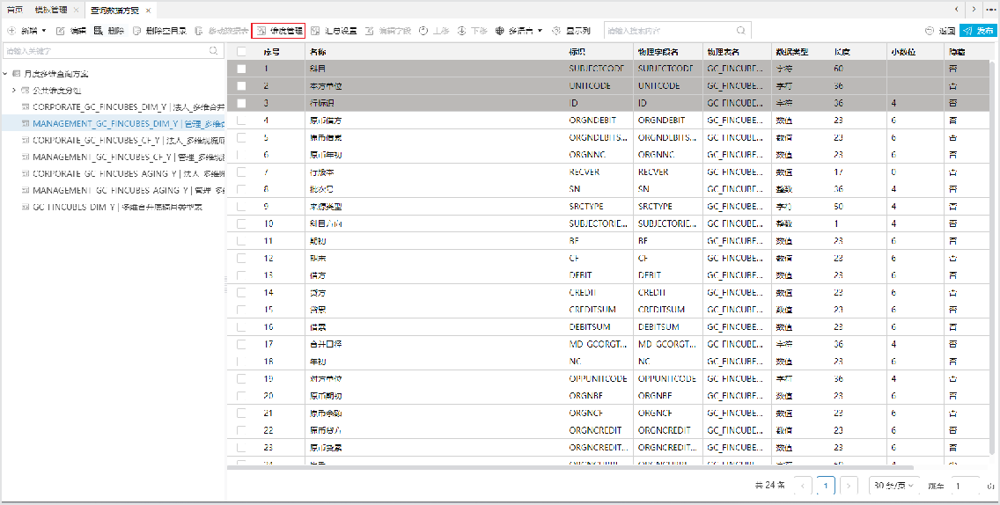 首页 模板管理 × 查询数据方案 ×
新增 编辑 删除 删除空目录 移动数据表 维度管理 汇总设置 编辑字段 上移 下移 多语言 显示列 请输入搜索内容 返回 发布
请输入关键字
月度多维查询方案
公共维度分组
CORPORATE_GC_FINCUBES_DIM_Y | 法人_多维合并
MANAGEMENT_GC_FINCUBES_DIM_Y | 管理_多维
CORPORATE_GC_FINCUBES_CF_Y | 法人_多维现流底
MANAGEMENT_GC_FINCUBES_CF_Y | 管理_多维现
CORPORATE_GC_FINCUBES_AGING_Y | 法人_多维
MANAGEMENT_GC_FINCUBES_AGING_Y | 管理_多维
GC_FINCUBES_DIM_Y | 多维合并底稿月类型表
序号 名称 标识 物理字段名 物理表名 数据类型 长度 小数位 隐藏
1 科目 SUBJECTCODE SUBJECTCODE GC_FINCUBE... 字符 60 否
2 本方单位 UNITCODE UNITCODE GC_FINCUBE... 字符 36 否
3 行标识 ID ID GC_FINCUBE... 字符 36 4 否
4 原币借方 ORGNDEBIT ORGNDEBIT GC_FINCUBE... 数值 23 6 否
5 原币借累 ORGNDEBITS... ORGNDEBITS... GC_FINCUBE... 数值 23 6 否
6 原币年初 ORGNNC ORGNNC GC_FINCUBE... 数值 23 6 否
7 行版本 RECVER RECVER GC_FINCUBE... 数值 17 0 否
8 批次号 SN SN GC_FINCUBE... 整数 36 4 否
9 来源类型 SRCTYPE SRCTYPE GC_FINCUBE... 字符 50 4 否
10 科目方向 SUBJECTORIE... SUBJECTORIE... GC_FINCUBE... 整数 1 4 否
11 期初 BF BF GC_FINCUBE... 数值 23 6 否
12 期末 CF CF GC_FINCUBE... 数值 23 6 否
13 借方 DEBIT DEBIT GC_FINCUBE... 数值 23 6 否
14 贷方 CREDIT CREDIT GC_FINCUBE... 数值 23 6 否
15 贷累 CREDITSUM CREDITSUM GC_FINCUBE... 数值 23 6 否
16 借累 DEBITSUM DEBITSUM GC_FINCUBE... 数值 23 6 否
17 合并口径 MD_GCORGT... MD_GCORGT... GC_FINCUBE... 字符 36 4 否
18 年初 NC NC GC_FINCUBE... 数值 23 6 否
19 对方单位 OPPUNITCODE OPPUNITCODE GC_FINCUBE... 字符 36 4 否
20 原币期初 ORGNBF ORGNBF GC_FINCUBE... 数值 23 6 否
21 原币余额 ORGNCF ORGNCF GC_FINCUBE... 数值 23 6 否
22 原币贷方 ORGNCREDIT ORGNCREDIT GC_FINCUBE... 数值 23 6 否
23 原币贷累 ORGNCREDIT... ORGNCREDIT... GC_FINCUBE... 数值 23 6 否
24 ORGNCURRE... ORGNCURRE... GC_FINCUBE... 字符 60 4 否
共 24 条 1 30 条/页 跳至 1 页